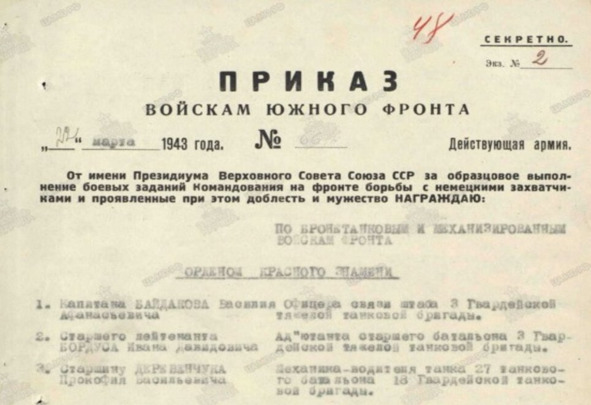 48
СЕКРЕТНО.
Экз. № 2
ПРИКАЗ
ВОЙСКАМ ЮЖНОГО ФРОНТА
„22“ марта 1943 года. № Действующая армия.
От имени Президиума Верховного Совета Союза ССР за образцовое выпол-
нение боевых заданий Командования на фронте борьбы с немецкими захватчи-
ками и проявленные при этом доблесть и мужество НАГРАЖДАЮ:
ПО БРОНЕТАНКОВЫМ И МЕХАНИЗИРОВАННЫМ
ВОЙСКАМ ФРОНТА
ОРДЕНОМ КРАСНОГО ЗНАМЕНИ
1. Капитана БАЙДАКОВА Василия Офицера связи штаба 3 Гвардейской
Афанасьевича тяжелой танковой бригады.
2. Старшего лейтенанта Ад"ютанта старшего батальона 3 Гвар-
БОРДУСА Ивана Давидовича дейской тяжелой танковой бригады.
3. Старшину ДЕРЕВЕНЧУКА Механика-водителя танка 27 танково-
Прокофия Васильевича го батальона 18 Гвардейской танко-
вой бригады.